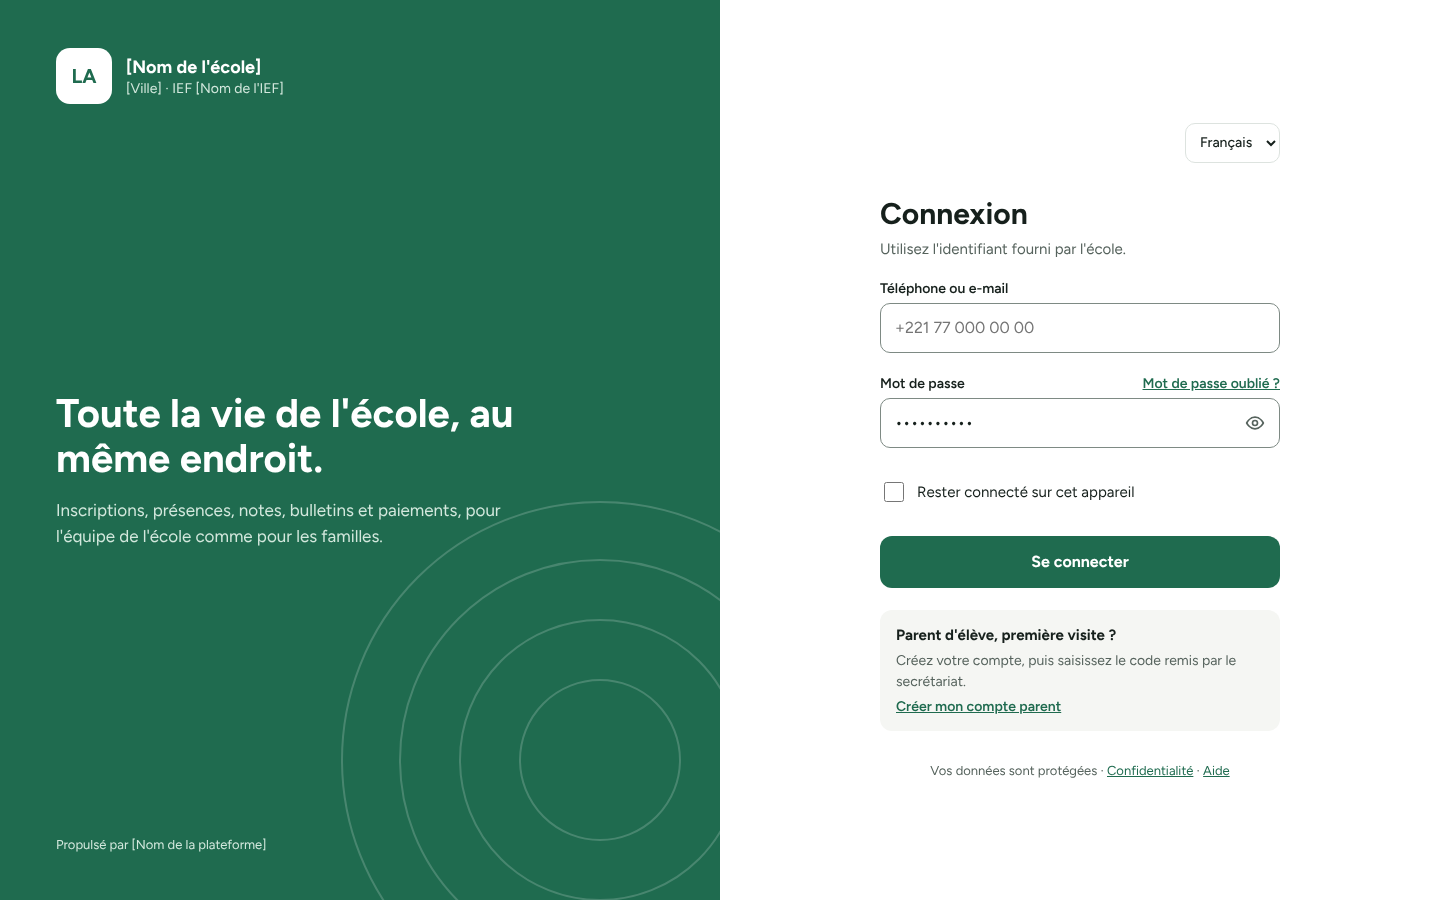 LA
[Nom de l'école]
[Ville] · IEF [Nom de l'IEF]
Toute la vie de l'école, au
même endroit.
Inscriptions, présences, notes, bulletins et paiements, pour
l'équipe de l'école comme pour les familles.
Propulsé par [Nom de la plateforme]
Français
Connexion
Utilisez l'identifiant fourni par l'école.
Téléphone ou e-mail
+221 77 000 00 00
Mot de passe Mot de passe oublié ?
••••••••••
Rester connecté sur cet appareil
Se connecter
Parent d'élève, première visite ?
Créez votre compte, puis saisissez le code remis par le
secrétariat.
Créer mon compte parent
Vos données sont protégées · Confidentialité · Aide